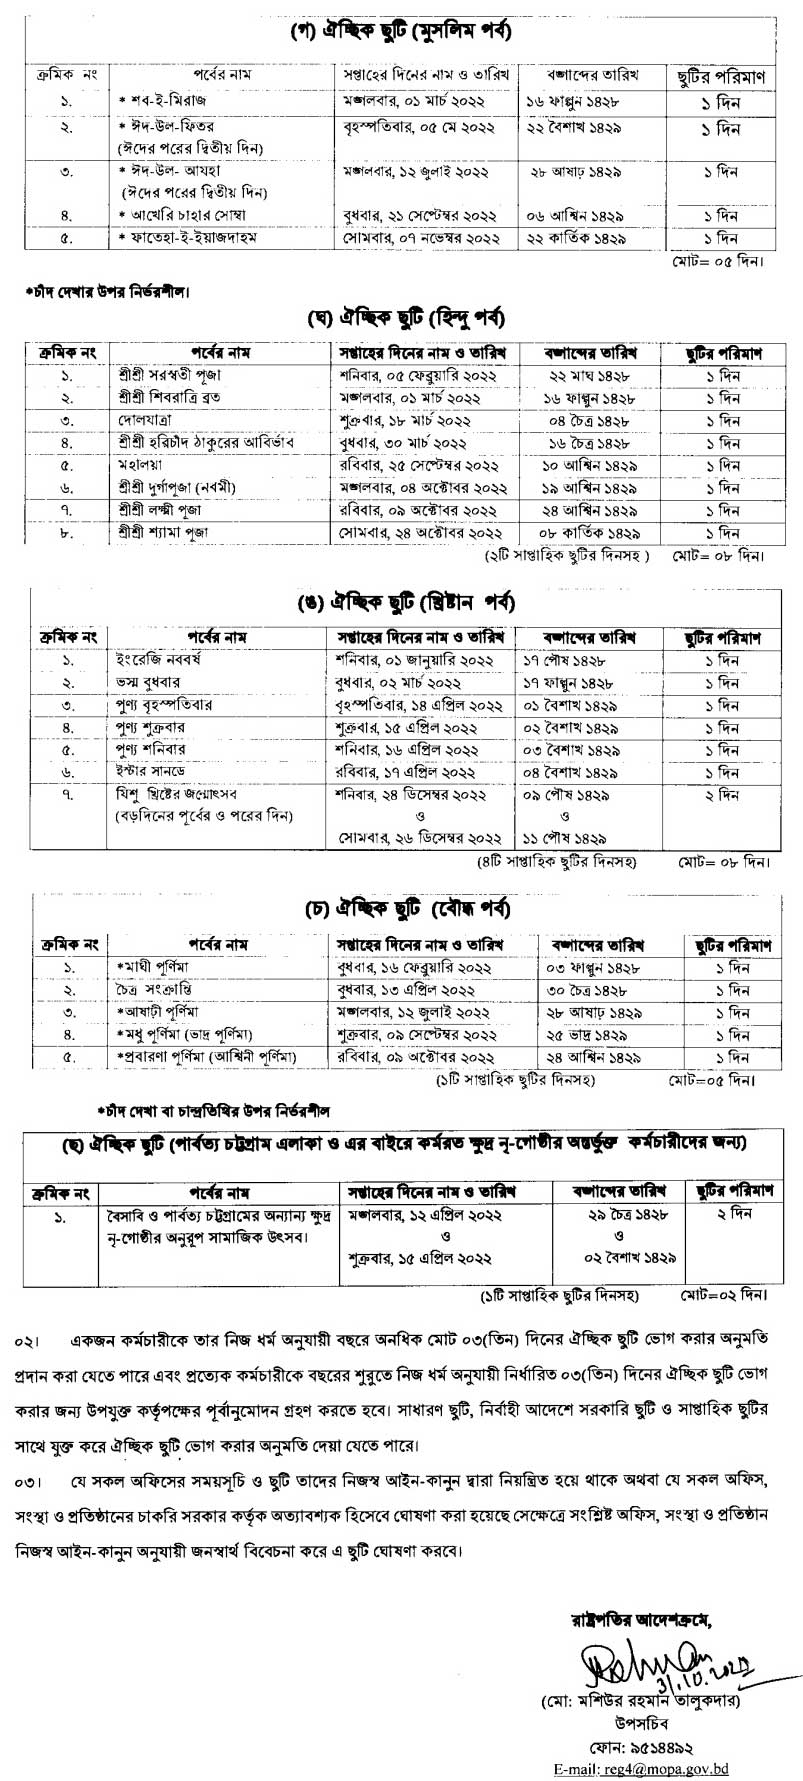 (গ) ঐচ্ছিক ছুটি (মুসলিম পর্ব)
ক্রমিক নং পর্বের নাম সপ্তাহের দিনের নাম ও তারিখ বঙ্গাব্দের তারিখ ছুটির পরিমাণ
১. * শব-ই-মিরাজ মঙ্গলবার, ০১ মার্চ ২০২২ ১৬ ফাল্গুন ১৪২৮ ১ দিন
২. * ঈদ-উল-ফিতর বৃহস্পতিবার, ০৫ মে ২০২২ ২২ বৈশাখ ১৪২৯ ১ দিন
(ঈদের পরের দ্বিতীয় দিন)
৩. * ঈদ-উল- আযহা মঙ্গলবার, ১২ জুলাই ২০২২ ২৮ আষাঢ় ১৪২৯ ১ দিন
(ঈদের পরের দ্বিতীয় দিন)
৪. * আখেরি চাহার সোম্বা বুধবার, ২১ সেপ্টেম্বর ২০২২ ০৬ আশ্বিন ১৪২৯ ১ দিন
৫. * ফাতেহা-ই-ইয়াজদাহম সোমবার, ০৭ নভেম্বর ২০২২ ২২ কার্তিক ১৪২৯ ১ দিন
মোট= ০৫ দিন।
*চাঁদ দেখার উপর নির্ভরশীল।
(ঘ) ঐচ্ছিক ছুটি (হিন্দু পর্ব)
ক্রমিক নং পর্বের নাম সপ্তাহের দিনের নাম ও তারিখ বঙ্গাব্দের তারিখ ছুটির পরিমাণ
১. শ্রীশ্রী সরস্বতী পূজা শনিবার, ০৫ ফেব্রুয়ারি ২০২২ ২২ মাঘ ১৪২৮ ১ দিন
২. শ্রীশ্রী শিবরাত্রি ব্রত মঙ্গলবার, ০১ মার্চ ২০২২ ১৬ ফাল্গুন ১৪২৮ ১ দিন
৩. দোলযাত্রা শুক্রবার, ১৮ মার্চ ২০২২ ০৪ চৈত্র ১৪২৮ ১ দিন
৪. শ্রীশ্রী হরিচাঁদ ঠাকুরের আবির্ভাব বুধবার, ৩০ মার্চ ২০২২ ১৬ চৈত্র ১৪২৮ ১ দিন
৫. মহালয়া রবিবার, ২৫ সেপ্টেম্বর ২০২২ ১০ আশ্বিন ১৪২৯ ১ দিন
৬. শ্রীশ্রী দুর্গাপূজা (নবমী) মঙ্গলবার, ০৪ অক্টোবর ২০২২ ১৯ আশ্বিন ১৪২৯ ১ দিন
৭. শ্রীশ্রী লক্ষ্মী পূজা রবিবার, ০৯ অক্টোবর ২০২২ ২৪ আশ্বিন ১৪২৯ ১ দিন
৮. শ্রীশ্রী শ্যামা পূজা সোমবার, ২৪ অক্টোবর ২০২২ ০৮ কার্তিক ১৪২৯ ১ দিন
(২টি সাপ্তাহিক ছুটির দিনসহ ) মোট= ০৮ দিন।
(ঙ) ঐচ্ছিক ছুটি (খ্রিষ্টান পর্ব)
ক্রমিক নং পর্বের নাম সপ্তাহের দিনের নাম ও তারিখ বঙ্গাব্দের তারিখ ছুটির পরিমাণ
১. ইংরেজি নববর্ষ শনিবার, ০১ জানুয়ারি ২০২২ ১৭ পৌষ ১৪২৮ ১ দিন
২. ভস্ম বুধবার বুধবার, ০২ মার্চ ২০২২ ১৭ ফাল্গুন ১৪২৮ ১ দিন
৩. পুণ্য বৃহস্পতিবার বৃহস্পতিবার, ১৪ এপ্রিল ২০২২ ০১ বৈশাখ ১৪২৯ ১ দিন
৪. পুণ্য শুক্রবার শুক্রবার, ১৫ এপ্রিল ২০২২ ০২ বৈশাখ ১৪২৯ ১ দিন
৫. পুণ্য শনিবার শনিবার, ১৬ এপ্রিল ২০২২ ০৩ বৈশাখ ১৪২৯ ১ দিন
৬. ইস্টার সানডে রবিবার, ১৭ এপ্রিল ২০২২ ০৪ বৈশাখ ১৪২৯ ১ দিন
৭. যিশু খ্রিষ্টের জন্মোৎসব শনিবার, ২৪ ডিসেম্বর ২০২২ ০৯ পৌষ ১৪২৯ ২ দিন
(বড়দিনের পূর্বের ও পরের দিন) ও ও
সোমবার, ২৬ ডিসেম্বর ২০২২ ১১ পৌষ ১৪২৯
(৪টি সাপ্তাহিক ছুটির দিনসহ) মোট= ০৮ দিন।
(চ) ঐচ্ছিক ছুটি (বৌদ্ধ পর্ব)
ক্রমিক নং পর্বের নাম সপ্তাহের দিনের নাম ও তারিখ বঙ্গাব্দের তারিখ ছুটির পরিমাণ
১. *মাঘী পূর্ণিমা বুধবার, ১৬ ফেব্রুয়ারি ২০২২ ০৩ ফাল্গুন ১৪২৮ ১ দিন
২. চৈত্র সংক্রান্তি বুধবার, ১৩ এপ্রিল ২০২২ ৩০ চৈত্র ১৪২৮ ১ দিন
৩. *আষাঢ়ী পূর্ণিমা মঙ্গলবার, ১২ জুলাই ২০২২ ২৮ আষাঢ় ১৪২৯ ১ দিন
৪. *মধু পূর্ণিমা (ভাদ্র পূর্ণিমা) শুক্রবার, ০৯ সেপ্টেম্বর ২০২২ ২৫ ভাদ্র ১৪২৯ ১ দিন
৫. *প্রবারণা পূর্ণিমা (আশ্বিনী পূর্ণিমা) রবিবার, ০৯ অক্টোবর ২০২২ ২৪ আশ্বিন ১৪২৯ ১ দিন
(১টি সাপ্তাহিক ছুটির দিনসহ) মোট=০৫ দিন।
*চাঁদ দেখা বা চান্দ্রতিথির উপর নির্ভরশীল
(ছ) ঐচ্ছিক ছুটি (পার্বত্য চট্টগ্রাম এলাকা ও এর বাইরে কর্মরত ক্ষুদ্র নৃ-গোষ্ঠীর অন্তর্ভুক্ত কর্মচারীদের জন্য)
ক্রমিক নং পর্বের নাম সপ্তাহের দিনের নাম ও তারিখ বঙ্গাব্দের তারিখ ছুটির পরিমাণ
১. বৈসাবি ও পার্বত্য চট্টগ্রামের অন্যান্য ক্ষুদ্র মঙ্গলবার, ১২ এপ্রিল ২০২২ ২৯ চৈত্র ১৪২৮ ২ দিন
নৃ-গোষ্ঠীর অনুরূপ সামাজিক উৎসব। ও ও
শুক্রবার, ১৫ এপ্রিল ২০২২ ০২ বৈশাখ ১৪২৯
(১টি সাপ্তাহিক ছুটির দিনসহ) মোট=০২ দিন।
০২। একজন কর্মচারীকে তার নিজ ধর্ম অনুযায়ী বছরে অনধিক মোট ০৩(তিন) দিনের ঐচ্ছিক ছুটি ভোগ করার অনুমতি
প্রদান করা যেতে পারে এবং প্রত্যেক কর্মচারীকে বছরের শুরুতে নিজ ধর্ম অনুযায়ী নির্ধারিত ০৩(তিন) দিনের ঐচ্ছিক ছুটি ভোগ
করার জন্য উপযুক্ত কর্তৃপক্ষের পূর্বানুমোদন গ্রহণ করতে হবে। সাধারণ ছুটি, নির্বাহী আদেশে সরকারি ছুটি ও সাপ্তাহিক ছুটির
সাথে যুক্ত করে ঐচ্ছিক ছুটি ভোগ করার অনুমতি দেয়া যেতে পারে।
০৩। যে সকল অফিসের সময়সূচি ও ছুটি তাদের নিজস্ব আইন-কানুন দ্বারা নিয়ন্ত্রিত হয়ে থাকে অথবা যে সকল অফিস,
সংস্থা ও প্রতিষ্ঠানের চাকরি সরকার কর্তৃক অত্যাবশ্যক হিসেবে ঘোষণা করা হয়েছে সেক্ষেত্রে সংশ্লিষ্ট অফিস, সংস্থা ও প্রতিষ্ঠান
নিজস্ব আইন-কানুন অনুযায়ী জনস্বার্থ বিবেচনা করে এ ছুটি ঘোষণা করবে।
রাষ্ট্রপতির আদেশক্রমে,
Rahman
31.10.2021
(মো: মশিউর রহমান তালুকদার)
উপসচিব
ফোন: ৯৫১৪৪৯২
E-mail: reg4@mopa.gov.bd